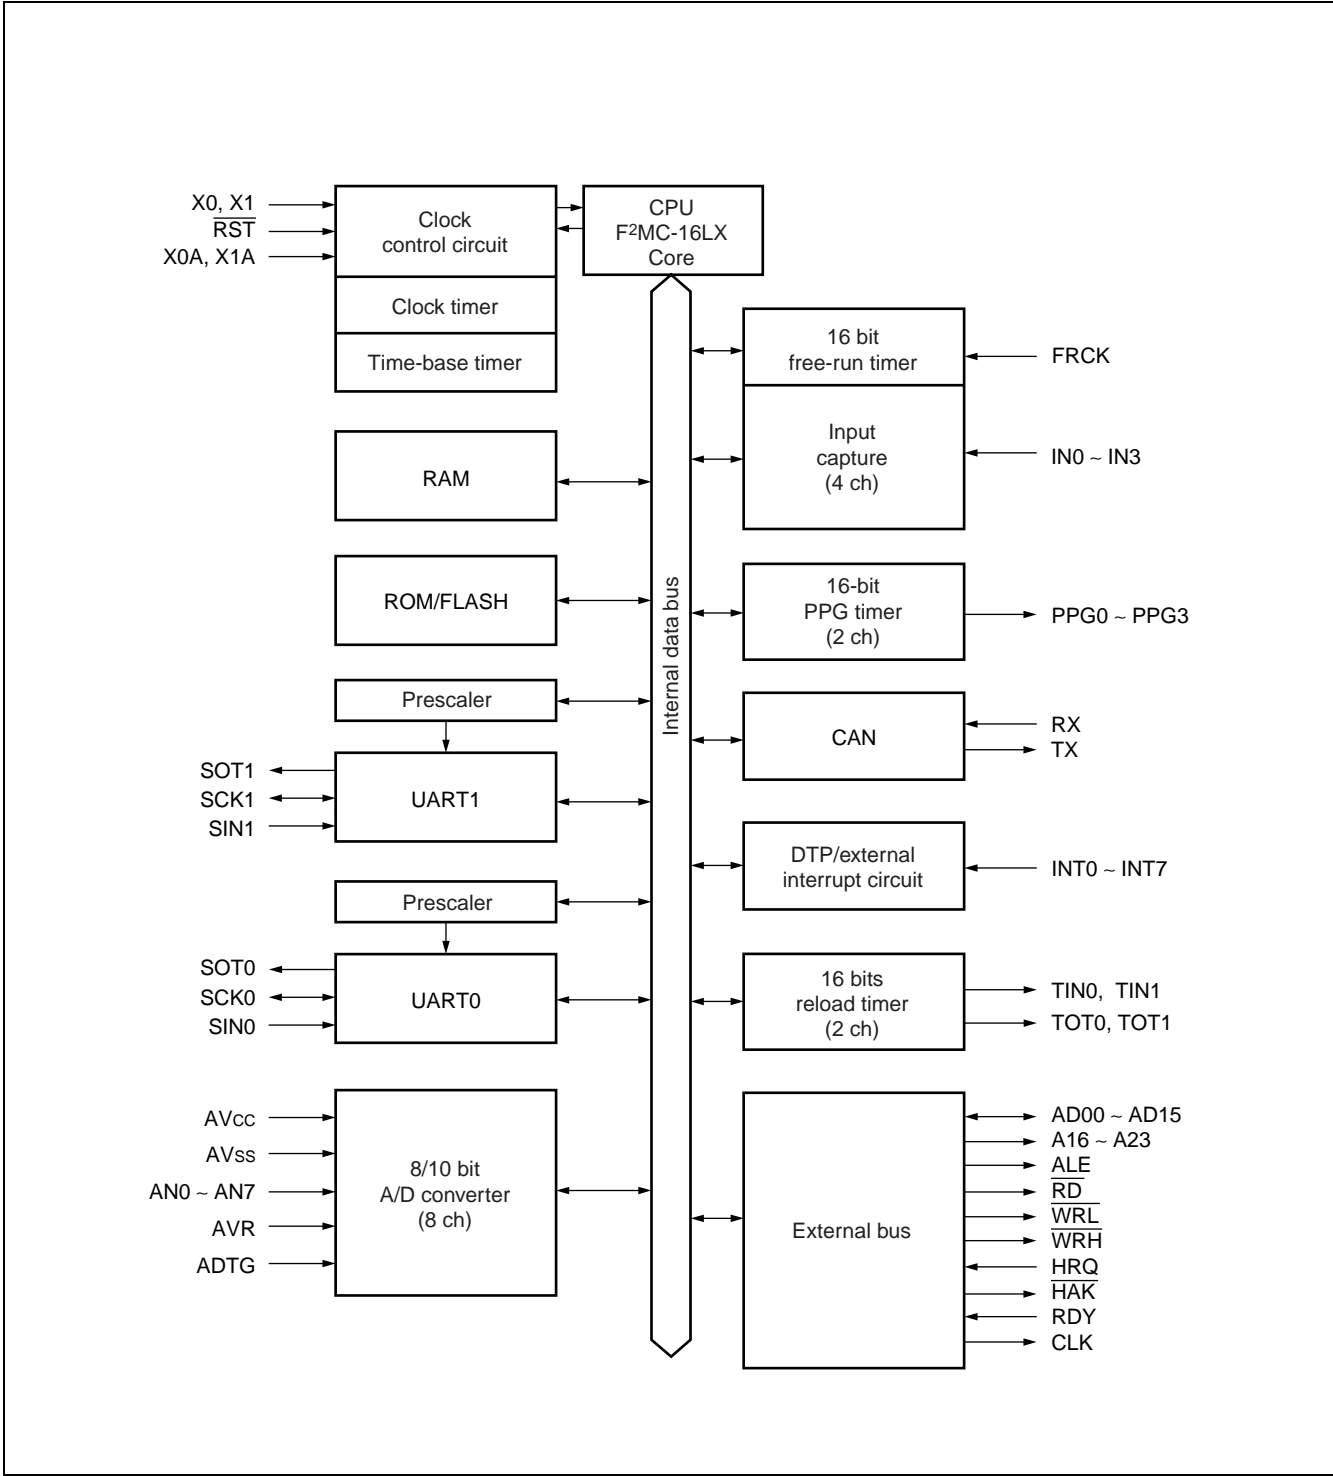 X0, X1
RST
X0A, X1A
Clock
control circuit
Clock timer
Time-base timer
CPU
F²MC-16LX
Core
RAM
ROM/FLASH
Prescaler
SOT1
SCK1
SIN1
UART1
Prescaler
SOT0
SCK0
SIN0
UART0
AVCC
AVSS
AN0 ~ AN7
AVR
ADTG
8/10 bit
A/D converter
(8 ch)
Internal data bus
16 bit
free-run timer
FRCK
Input
capture
(4 ch)
IN0 ~ IN3
16-bit
PPG timer
(2 ch)
PPG0 ~ PPG3
CAN
RX
TX
DTP/external
interrupt circuit
INT0 ~ INT7
16 bits
reload timer
(2 ch)
TIN0, TIN1
TOT0, TOT1
External bus
AD00 ~ AD15
A16 ~ A23
ALE
RD
WRL
WRH
HRQ
HAK
RDY
CLK